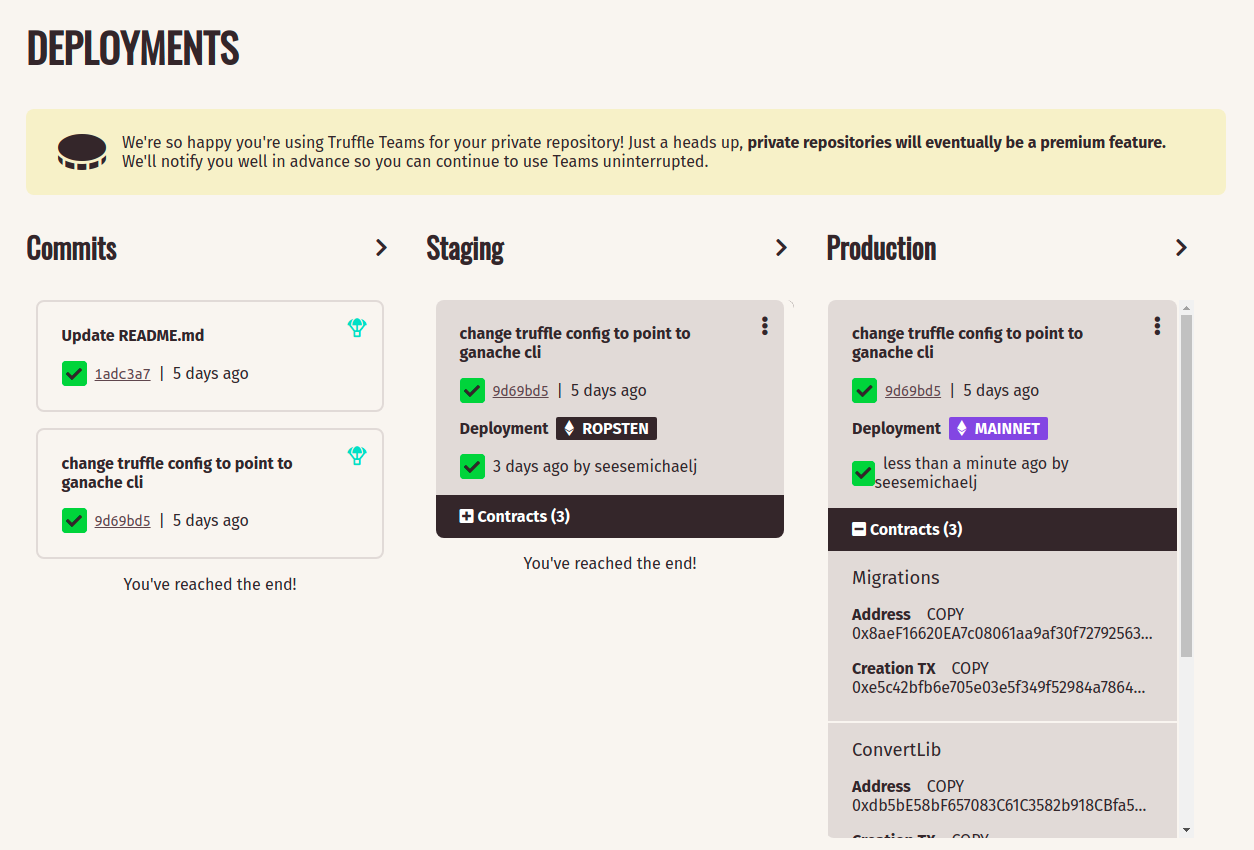 DEPLOYMENTS
We're so happy you're using Truffle Teams for your private repository! Just a heads up, private repositories will eventually be a premium feature.
We'll notify you well in advance so you can continue to use Teams uninterrupted.
Commits
Update README.md
1adc3a7 | 5 days ago
change truffle config to point to
ganache cli
9d69bd5 | 5 days ago
You've reached the end!
Staging
change truffle config to point to
ganache cli
9d69bd5 | 5 days ago
Deployment ROPSTEN
3 days ago by seesemichaelj
Contracts (3)
You've reached the end!
Production
change truffle config to point to
ganache cli
9d69bd5 | 5 days ago
Deployment MAINNET
less than a minute ago by
seesemichaelj
Contracts (3)
Migrations
Address COPY
0x8aeF16620EA7c08061aa9af30f72792563...
Creation TX COPY
0xe5c42bfb6e705e03e5f349f52984a7864...
ConvertLib
Address COPY
0xdb5bE58bF657083C61C3582b918CBfa5...
Creation TX COPY